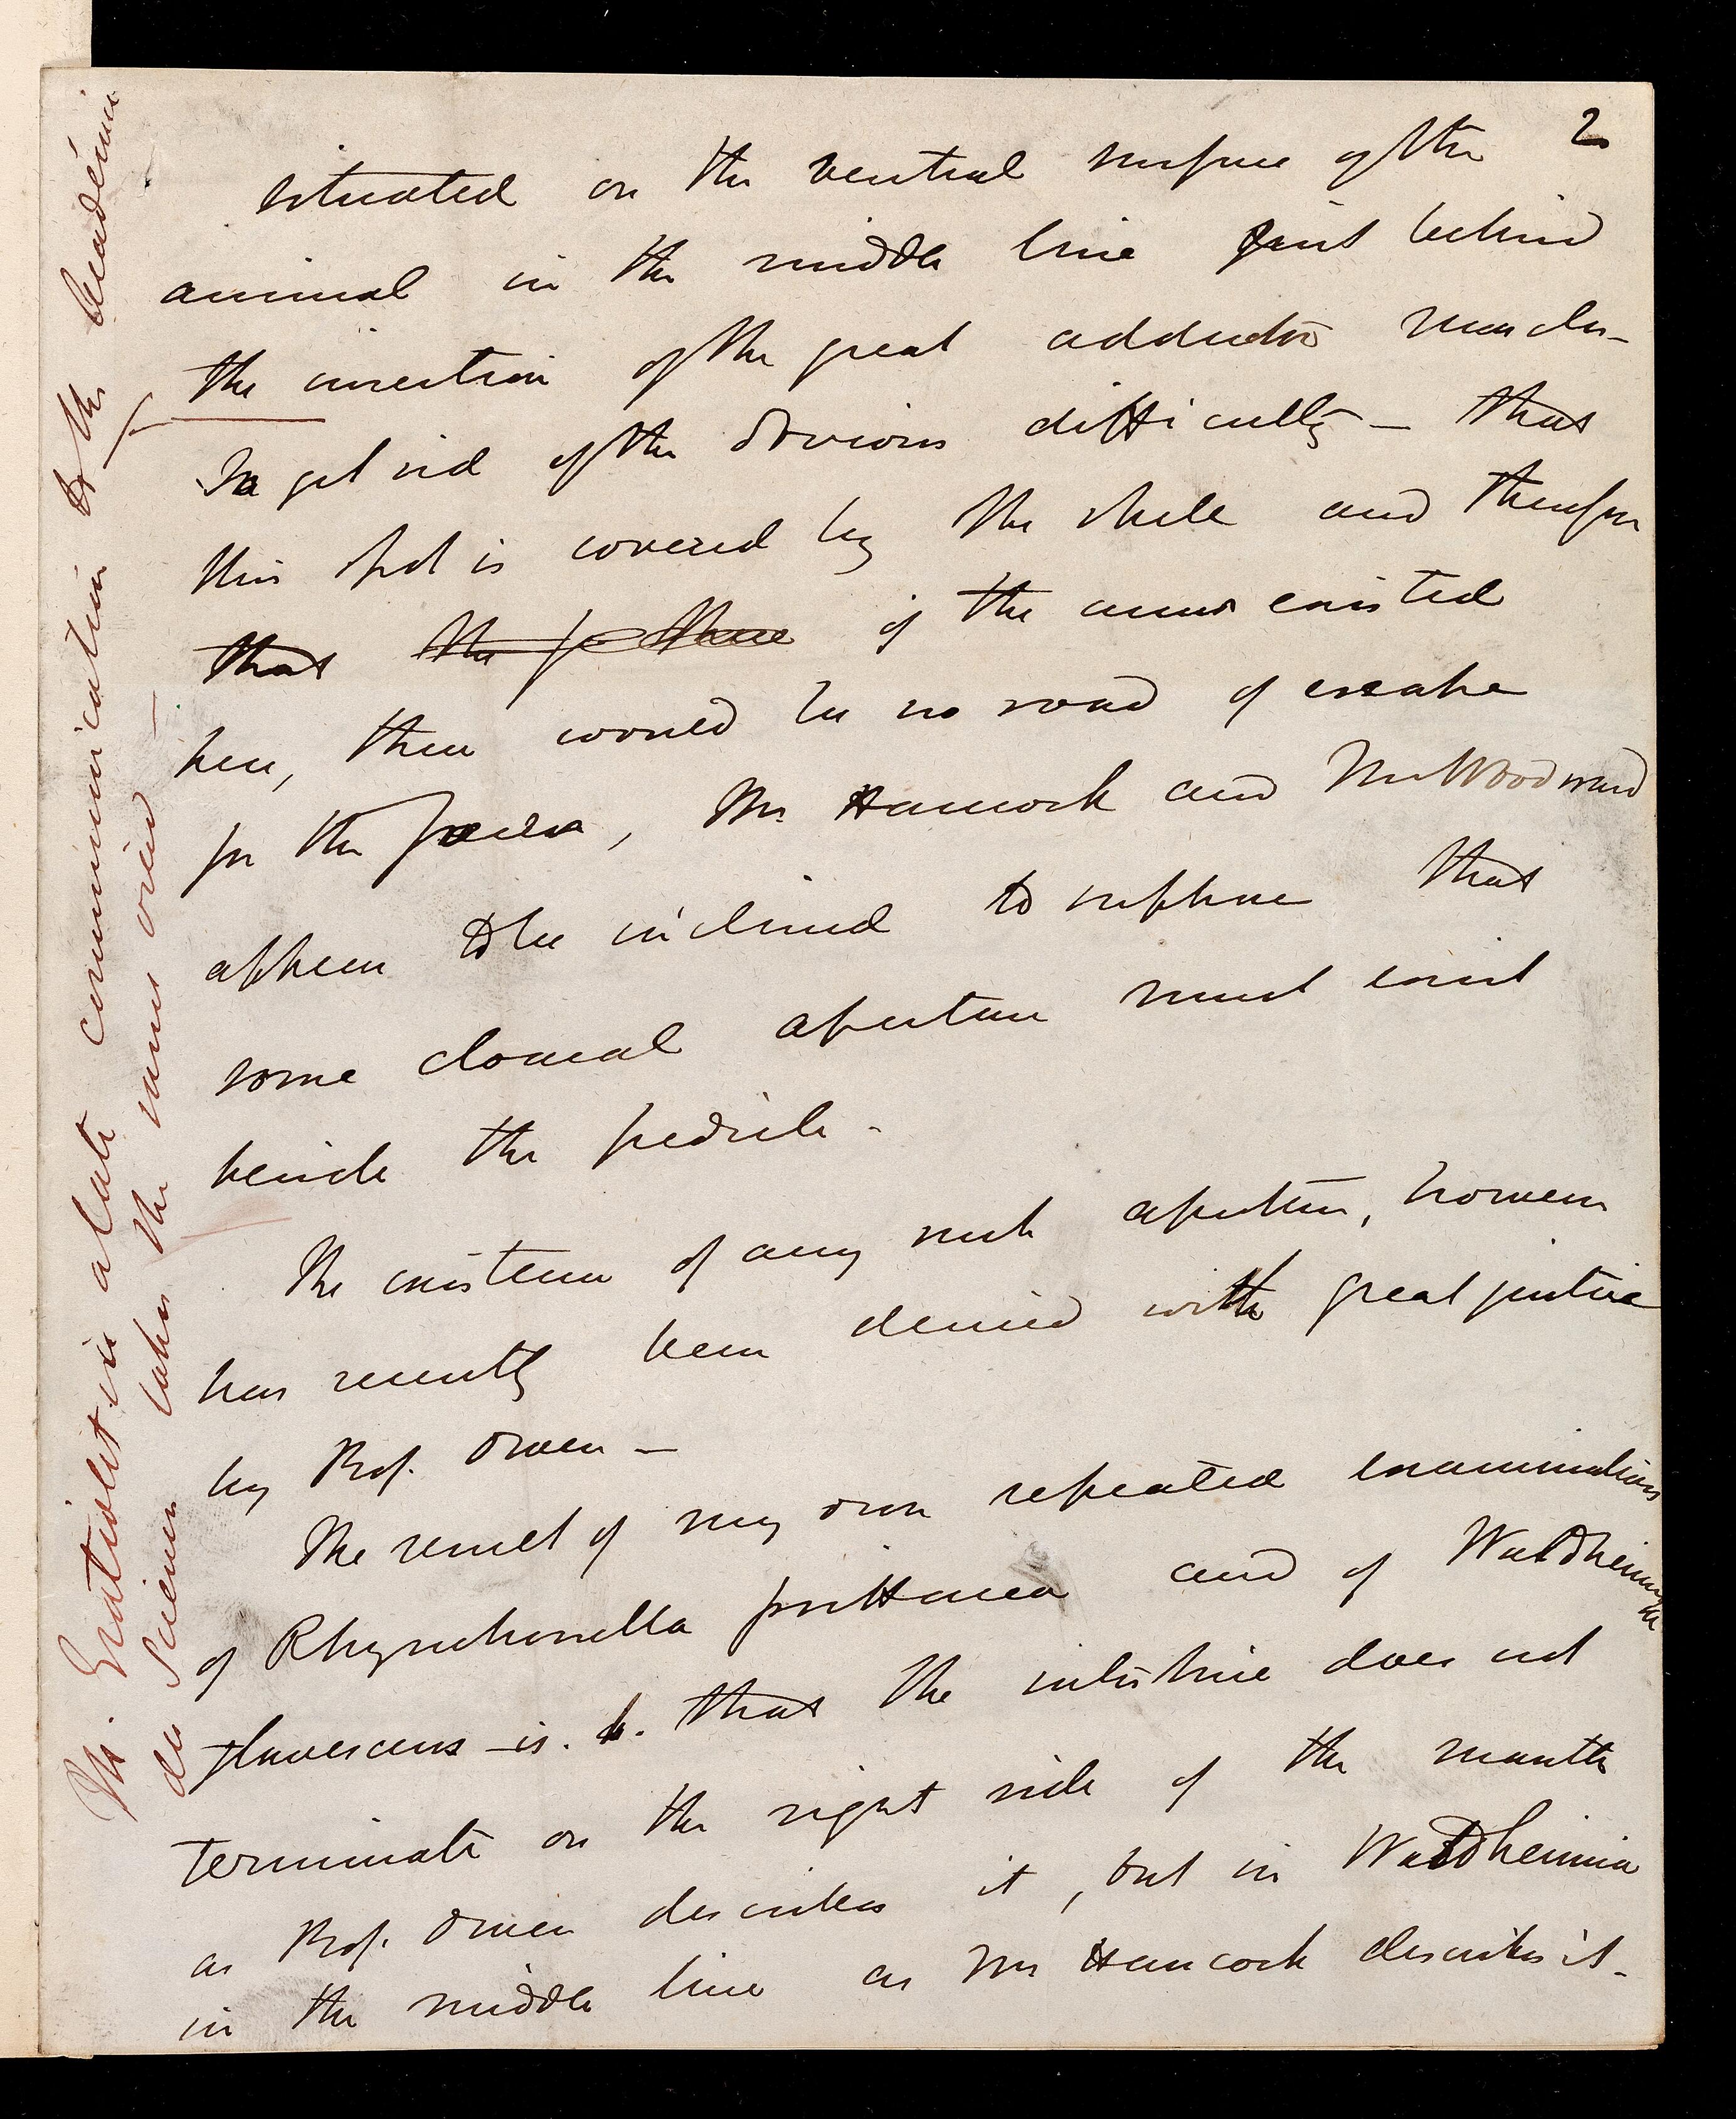 2
situated on the ventral surface of the
animal in the middle line just behind
the insertion of the great adductor muscles -
To get rid of the obvious difficulty - that
this spot is covered by the shell and therefore
that if the anus existed
here, there would be no road of escape
for the faeces, Mr. Hancock and Mr Woodward
appear to be inclined to suppose that
some cloacal aperture must exist
beside the pedicle -
The existence of any such aperture, however
has recently been denied with great justice
by Prof. Owen -
The result of my own repeated examinations
of Rhynchonella psittacea and of Waldheimia
flavescens is. that the intestine does not
terminate on the right side of the mantle
as Prof. Owen describes it, but in Waldheimia
in the middle line as Mr Hancock describes it -
M. Gratiolet in a late communication to the Académie
des Sciences takes the same view -